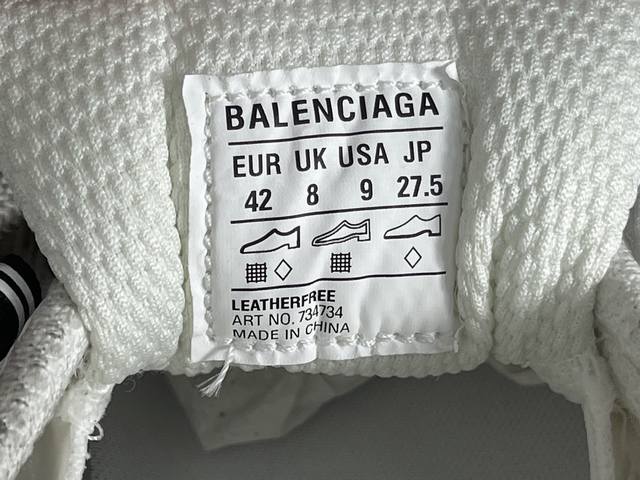 BALENCIAGA
EUR UK USA JP
42 8 9 27.5
LEATHERFREE
ART NO. 734734
MADE IN CHINA